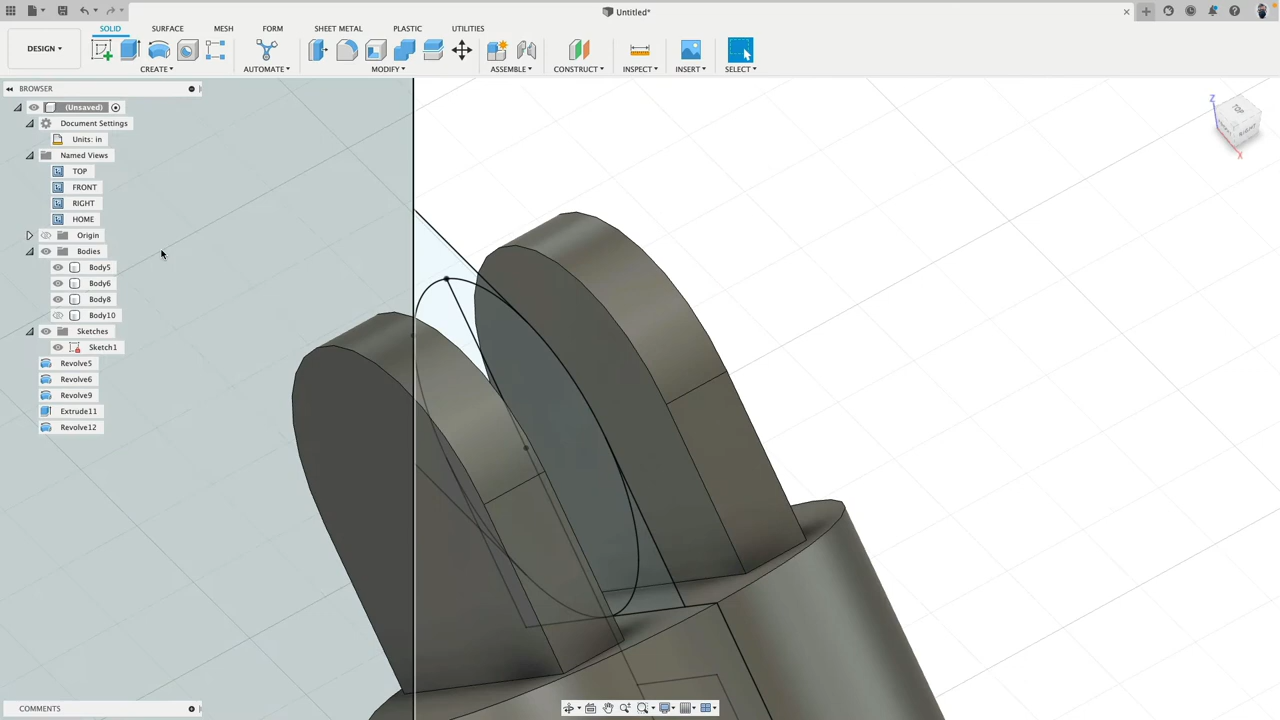 Untitled*
SOLID SURFACE MESH FORM SHEET METAL PLASTIC UTILITIES
DESIGN
CREATE AUTOMATE MODIFY ASSEMBLE CONSTRUCT INSPECT INSERT SELECT
BROWSER
(Unsaved)
Document Settings
Units: in
Named Views
TOP
FRONT
RIGHT
HOME
Origin
Bodies
Body5
Body6
Body8
Body10
Sketches
Sketch1
Revolve5
Revolve6
Revolve9
Extrude11
Revolve12
Z
TOP
RIGHT
X
COMMENTS